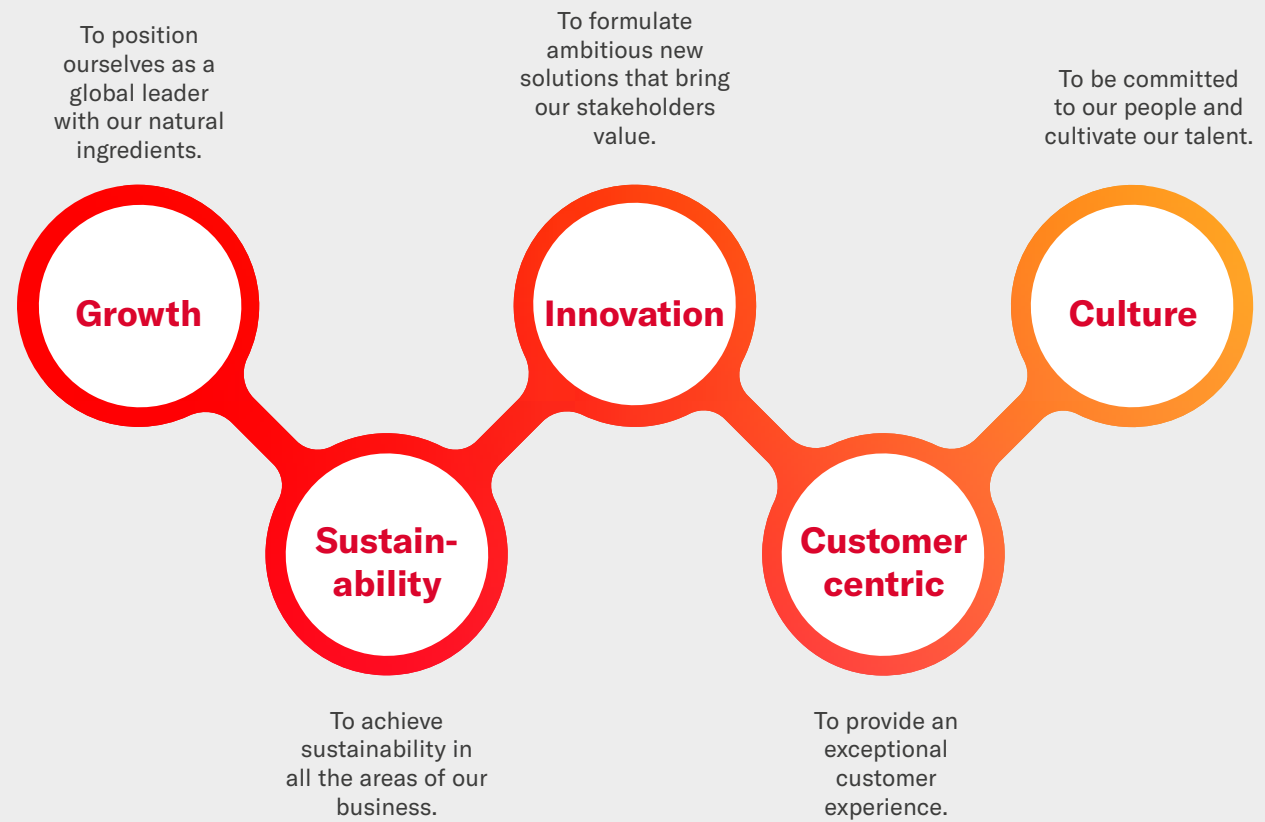 To position
ourselves as a
global leader
with our natural
ingredients.
Growth
Sustain-
ability
To achieve
sustainability in
all the areas of our
business.
To formulate
ambitious new
solutions that bring
our stakeholders
value.
Innovation
Customer
centric
To provide an
exceptional
customer
experience.
To be committed
to our people and
cultivate our talent.
Culture